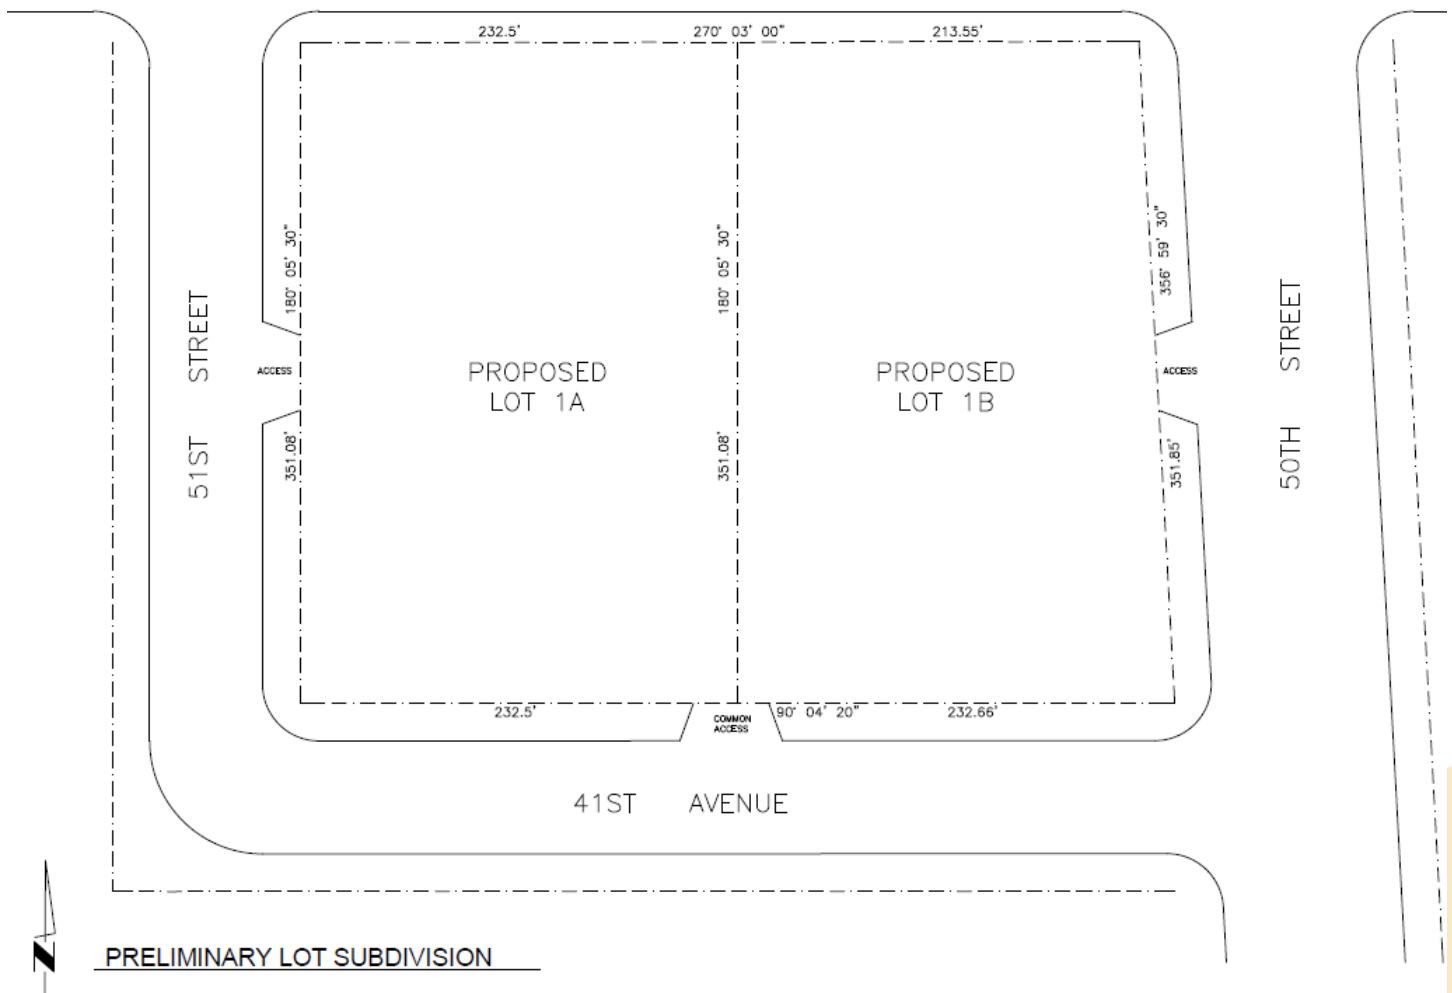 232.5'
270' 03' 00"
213.55'
180' 05' 30"
180' 05' 30"
356' 59' 30"
51ST STREET
ACCESS
PROPOSED
LOT 1A
PROPOSED
LOT 1B
ACCESS
50TH STREET
351.08'
351.08'
351.85'
232.5'
COMMON
ACCESS
90' 04' 20"
232.66'
41ST AVENUE
N
PRELIMINARY LOT SUBDIVISION